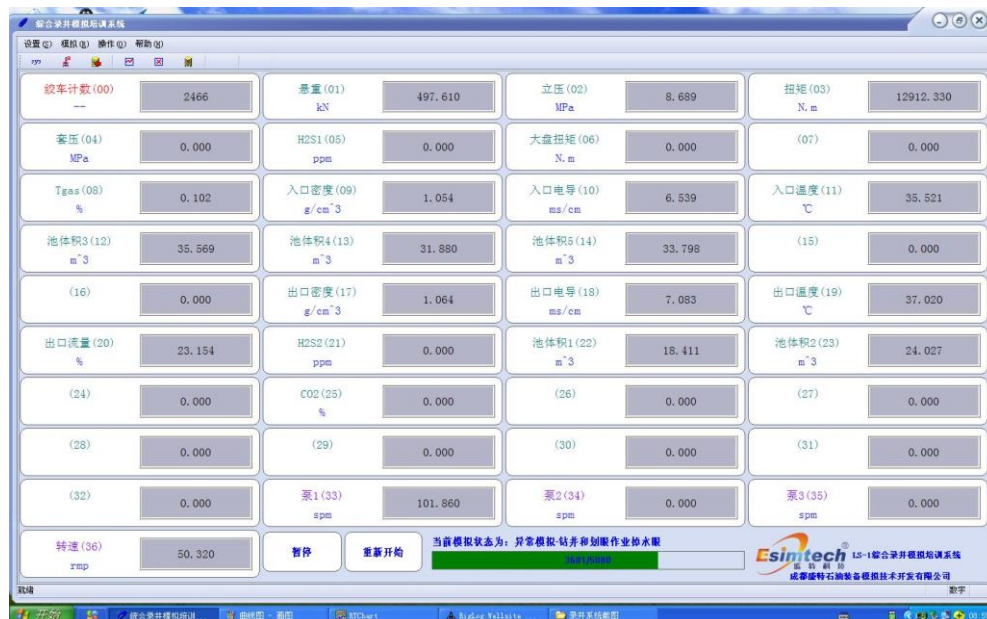 综合录井模拟培训系统
设置(S) 模拟(B) 操作(O) 帮助(H)
sys
绞车计数(00)
--
2466
悬重(01)
kN
497.610
立压(02)
MPa
8.689
扭矩(03)
N.m
12912.330
套压(04)
MPa
0.000
H2S1(05)
ppm
0.000
大盘扭矩(06)
N.m
0.000
(07)
0.000
Tgas(08)
%
0.102
入口密度(09)
g/cm^3
1.054
入口电导(10)
ms/cm
6.539
入口温度(11)
℃
35.521
池体积3(12)
m^3
35.569
池体积4(13)
m^3
31.880
池体积5(14)
m^3
33.798
(15)
0.000
(16)
0.000
出口密度(17)
g/cm^3
1.064
出口电导(18)
ms/cm
7.083
出口温度(19)
℃
37.020
出口流量(20)
%
23.154
H2S2(21)
ppm
0.000
池体积1(22)
m^3
18.411
池体积2(23)
m^3
24.027
(24)
0.000
CO2(25)
%
0.000
(26)
0.000
(27)
0.000
(28)
0.000
(29)
0.000
(30)
0.000
(31)
0.000
(32)
0.000
泵1(33)
spm
101.860
泵2(34)
spm
0.000
泵3(35)
spm
0.000
转速(36)
rmp
50.320
暂停
重新开始
当前模拟状态为：异常模拟-钻井和划眼作业掉水眼
3601/5000
Esimtech®
LS-1综合录井模拟培训系统
成都盛特石油装备模拟技术开发有限公司
就绪
数字
开始
综合录井模拟培训...
曲线图 - 画图
RTChart
BigLog Wellsite ...
录井系统截图